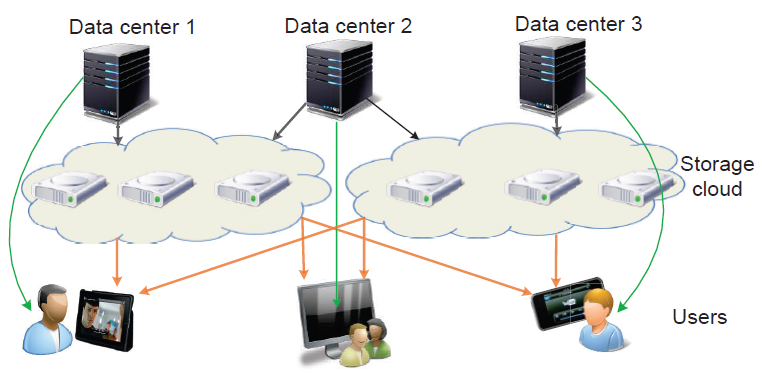 Data center 1
Data center 2
Data center 3
Storage
cloud
Users